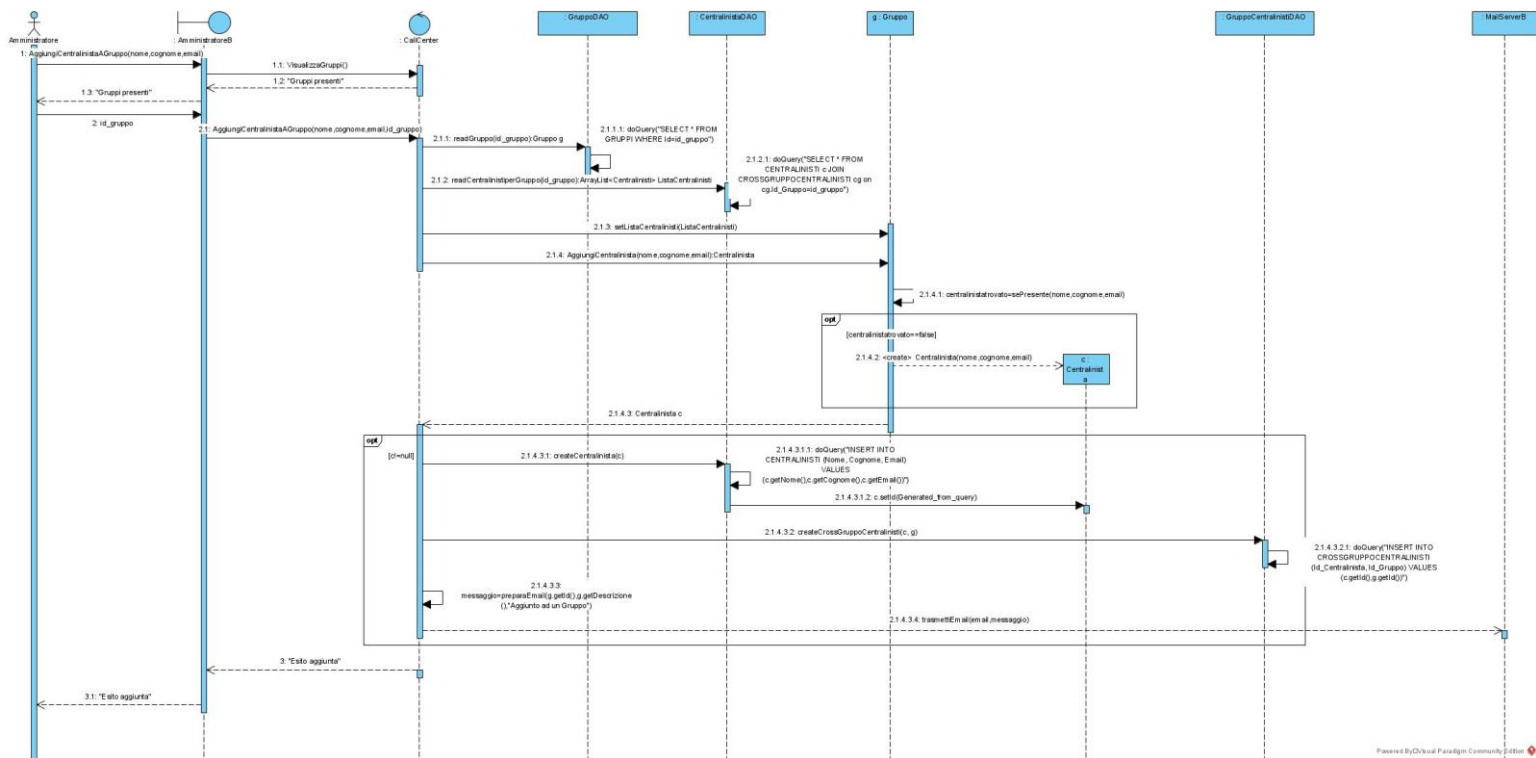 : GruppoDAO
: CentralinistaDAO
g : Gruppo
: GruppoCentralinistiDAO
: MailServerB
Amministratore
: AmministratoreB
: CallCenter
1: AggiungiCentralinistaAGruppo(nome,cognome,email)
1.1: VisualizzaGruppi()
1.2: "Gruppi presenti"
1.3: "Gruppi presenti"
2: id_gruppo
2.1: AggiungiCentralinistaAGruppo(nome,cognome,email,id_gruppo)
2.1.1: readGruppo(id_gruppo):Gruppo g
2.1.1.1: doQuery("SELECT * FROM
GRUPPI WHERE Id=id_gruppo")
2.1.2: readCentralinistiperGruppo(id_gruppo):ArrayList<Centralinisti> ListaCentralinisti
2.1.2.1: doQuery("SELECT * FROM
CENTRALINISTI c JOIN
CROSSGRUPPOCENTRALINISTI cg on
cg.Id_Gruppo=id_gruppo")
2.1.3: setListaCentralinisti(ListaCentralinisti)
2.1.4: AggiungiCentralinista(nome,cognome,email):Centralinista
2.1.4.1: centralinistatrovato=sePresente(nome,cognome,email)
opt
[centralinistatrovato==false]
2.1.4.2: <create> Centralinista(nome,cognome,email)
c :
Centralinist
a
2.1.4.3: Centralinista c
opt
[c!=null]
2.1.4.3.1: createCentralinista(c)
2.1.4.3.1.1: doQuery("INSERT INTO
CENTRALINISTI (Nome, Cognome, Email)
VALUES
(c.getNome(),c.getCognome(),c.getEmail())")
2.1.4.3.1.2: c.setId(Generated_from_query)
2.1.4.3.2: createCrossGruppoCentralinisti(c, g)
2.1.4.3.2.1: doQuery("INSERT INTO
CROSSGRUPPOCENTRALINISTI
(Id_Centralinista, Id_Gruppo) VALUES
(c.getId(),g.getId())")
2.1.4.3.3:
messaggio=preparaEmail(g.getId(),g.getDescrizione
(),"Aggiunto ad un Gruppo")
2.1.4.3.4: trasmettiEmail(email,messaggio)
3: "Esito aggiunta"
3.1: "Esito aggiunta"
Powered By Visual Paradigm Community Edition